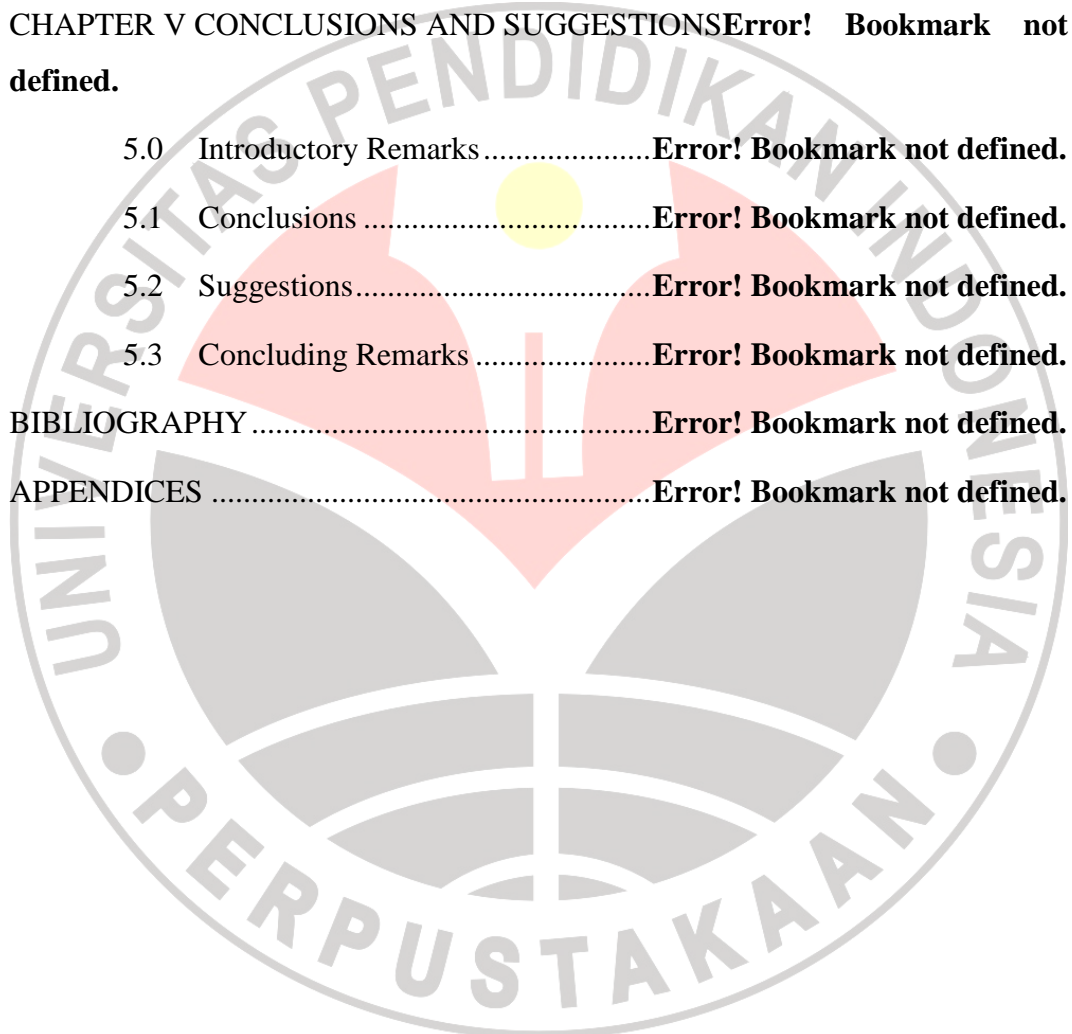 CHAPTER V CONCLUSIONS AND SUGGESTIONSError! Bookmark not
defined.
5.0 Introductory Remarks.....................Error! Bookmark not defined.
5.1 Conclusions ....................................Error! Bookmark not defined.
5.2 Suggestions.....................................Error! Bookmark not defined.
5.3 Concluding Remarks ......................Error! Bookmark not defined.
BIBLIOGRAPHY ..................................................Error! Bookmark not defined.
APPENDICES .......................................................Error! Bookmark not defined.
UNIVERSITAS PENDIDIKAN INDONESIA
PERPUSTAKAAN